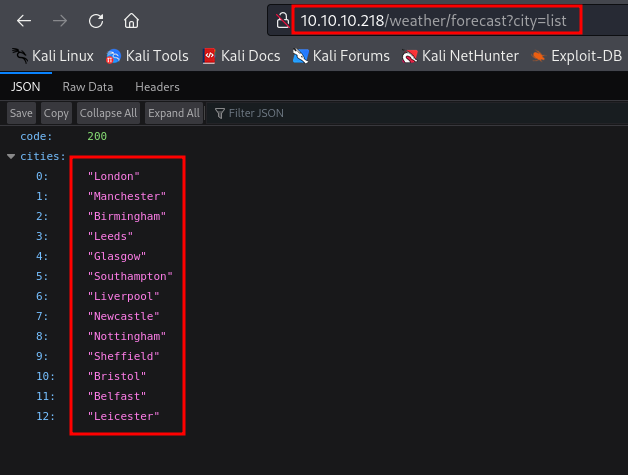 10.10.10.218/weather/forecast?city=list
Kali Linux Kali Tools Kali Docs Kali Forums Kali NetHunter Exploit-DB
JSON Raw Data Headers
Save Copy Collapse All Expand All Filter JSON
code: 200
cities:
0: "London"
1: "Manchester"
2: "Birmingham"
3: "Leeds"
4: "Glasgow"
5: "Southampton"
6: "Liverpool"
7: "Newcastle"
8: "Nottingham"
9: "Sheffield"
10: "Bristol"
11: "Belfast"
12: "Leicester"